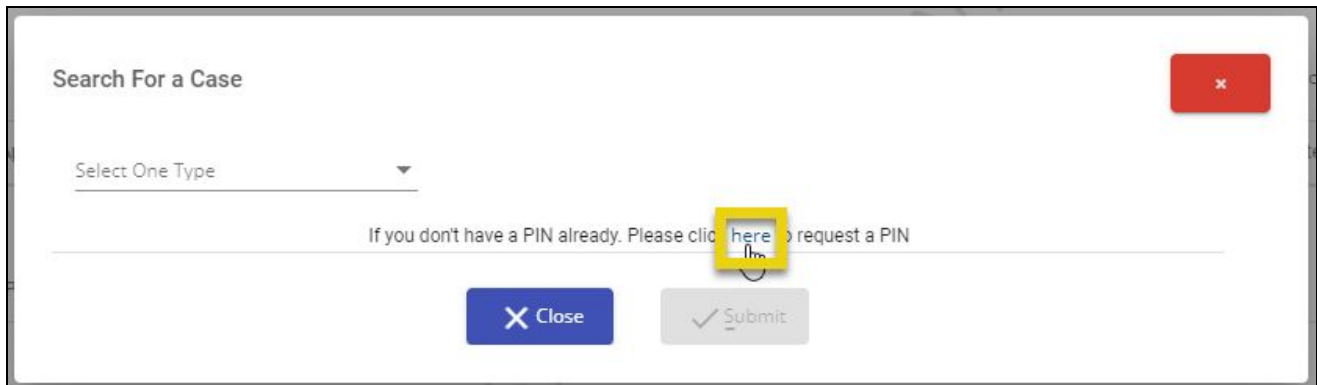 Search For a Case
Select One Type
If you don't have a PIN already. Please clic here o request a PIN
Close
Submit